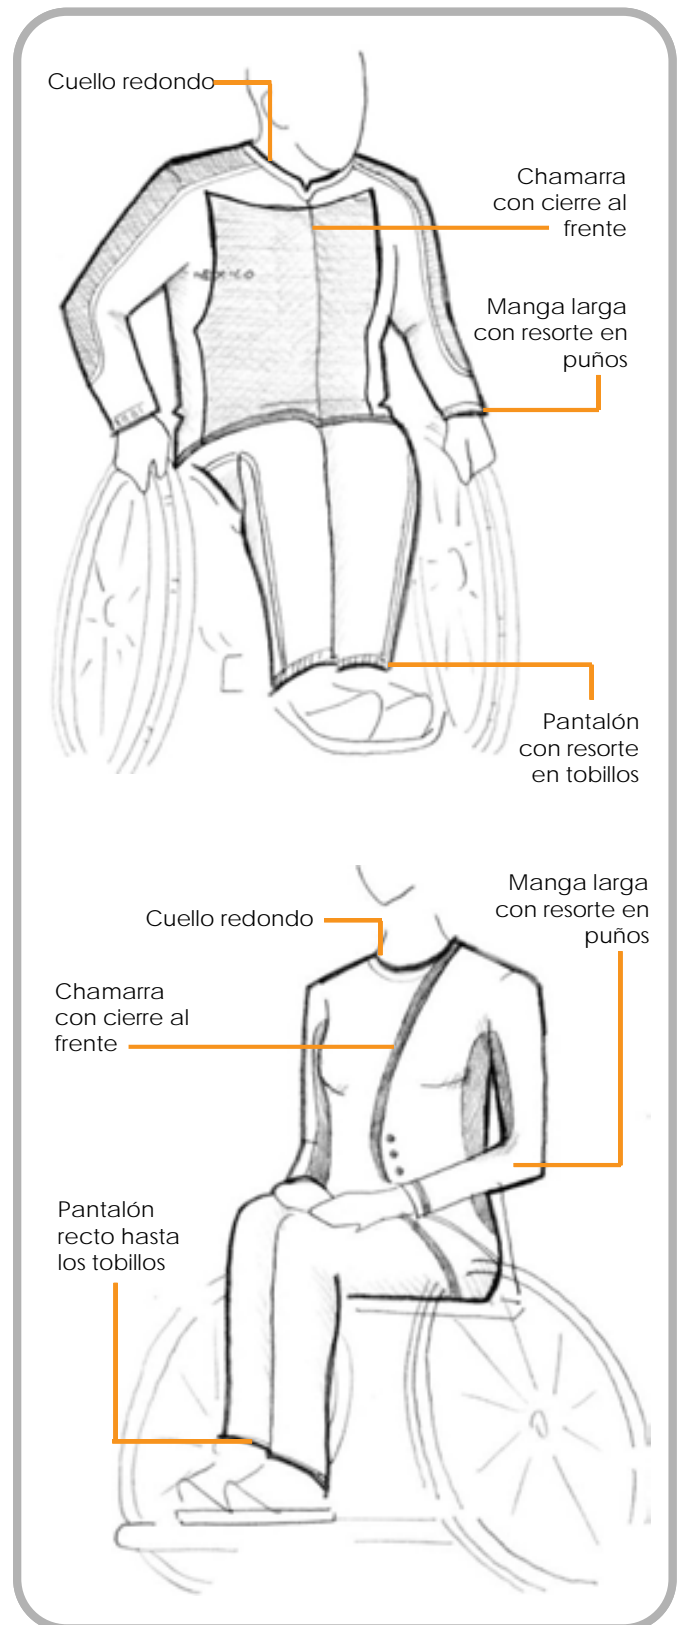 Cuello redondo
Chamarra
con cierre al
frente
MEXICO
Manga larga
con resorte en
puños
Pantalón
con resorte
en tobillos
Manga larga
con resorte en
puños
Cuello redondo
Chamarra
con cierre al
frente
Pantalón
recto hasta
los tobillos